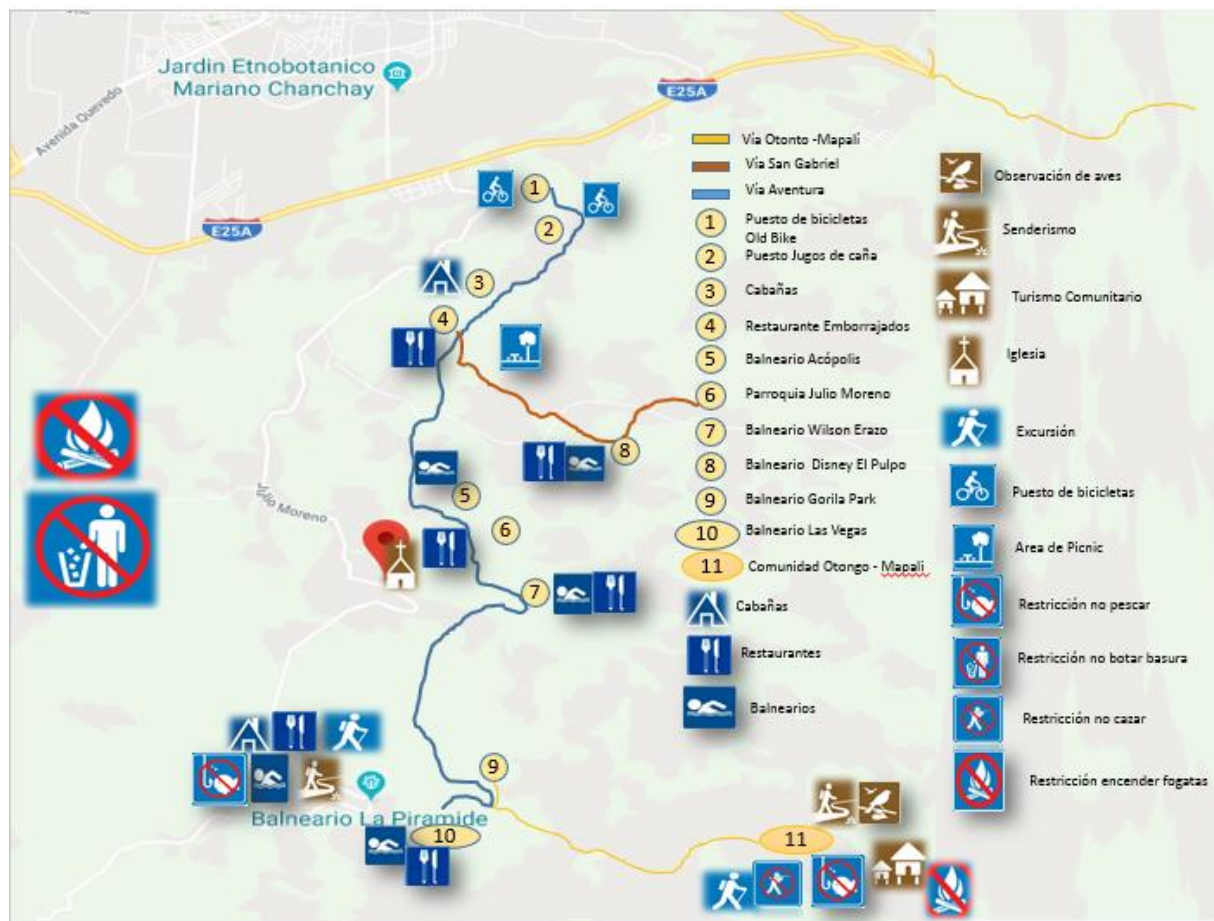 Jardin Etnobotanico
Mariano Chanchay
Avenida Quevedo
E25A
E25A
1
2
3
4
5
6
7
8
9
10
11
Julio Moreno
Balneario La Piramide
Vía Otonto -Mapalí
Vía San Gabriel
Vía Aventura
1
Puesto de bicicletas
Old Bike
2
Puesto Jugos de caña
3
Cabañas
4
Restaurante Emborrajados
5
Balneario Acópolis
6
Parroquia Julio Moreno
7
Balneario Wilson Erazo
8
Balneario Disney El Pulpo
9
Balneario Gorila Park
10
Balneario Las Vegas
11
Comunidad Otongo - Mapali
Cabañas
Restaurantes
Balnearios
Observación de aves
Senderismo
Turismo Comunitario
Iglesia
Excursión
Puesto de bicicletas
Area de Picnic
Restricción no pescar
Restricción no botar basura
Restricción no cazar
Restricción encender fogatas